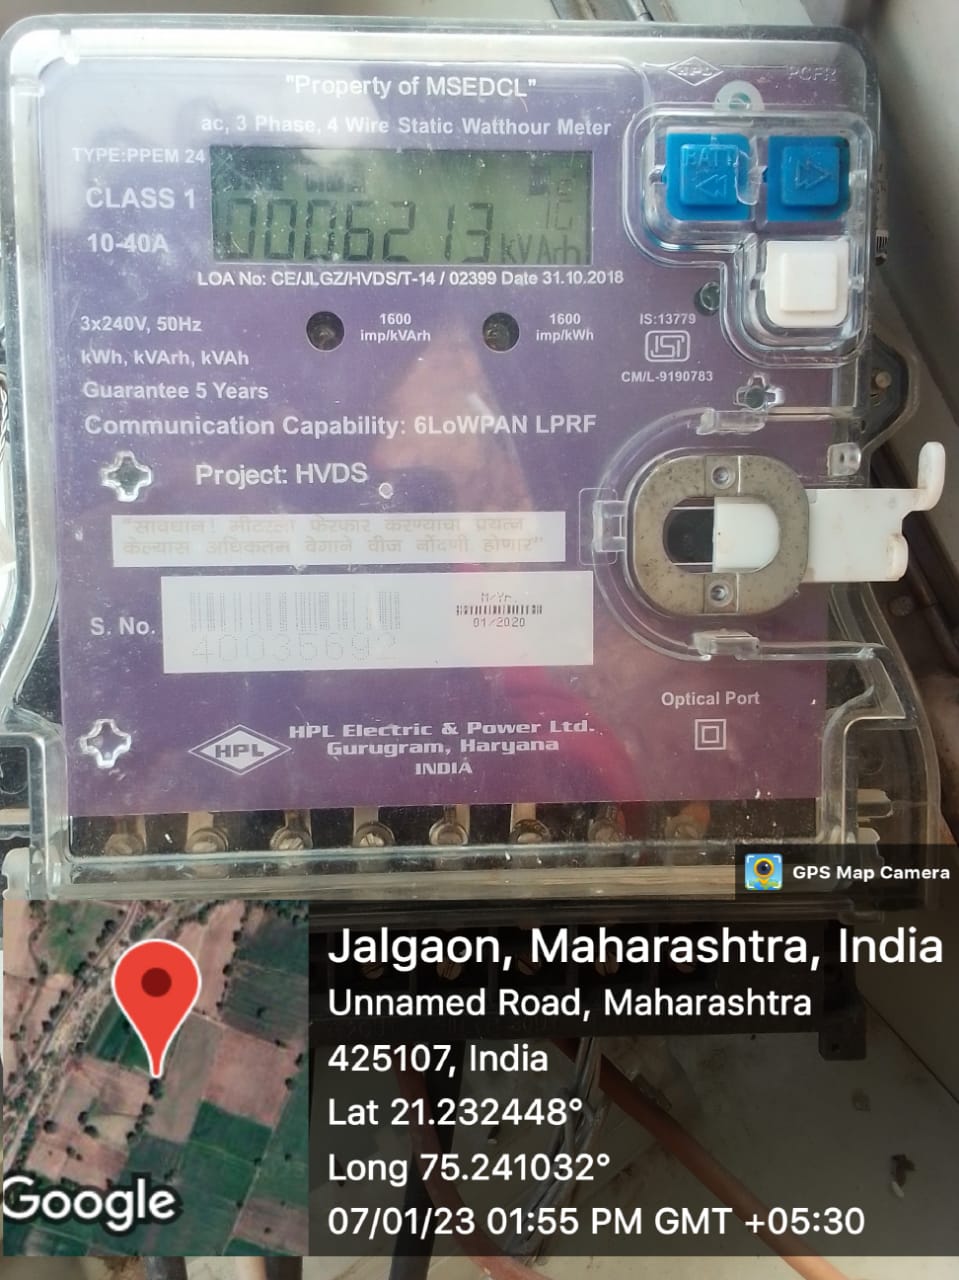 HPL
"Property of MSEDCL"
ac, 3 Phase, 4 Wire Static Watthour Meter
TYPE:PPEM 24
CLASS 1
10-40A
0006213 kVArh
BATT
LOA No: CE/JLGZ/HVDS/T-14 / 02399 Date 31.10.2018
3x240V, 50Hz
1600
imp/kVArh
1600
imp/kWh
IS:13779
CM/L-9190783
kWh, kVArh, kVAh
Guarantee 5 Years
Communication Capability: 6LoWPAN LPRF
Project: HVDS
"सावधान! मीटरला फेरफार करण्याचा प्रयत्न
केल्यास अधिकतम वेगाने वीज नोंदणी होणार"
S. No.
40035692
01/2020
Optical Port
HPL
HPL Electric & Power Ltd.
Gurugram, Haryana
INDIA
GPS Map Camera
Jalgaon, Maharashtra, India
Unnamed Road, Maharashtra
425107, India
Lat 21.232448°
Long 75.241032°
07/01/23 01:55 PM GMT +05:30
Google